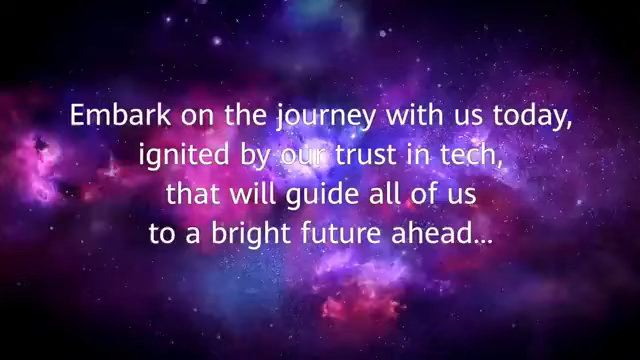 Embark on the journey with us today,
ignited by our trust in tech,
that will guide all of us
to a bright future ahead...